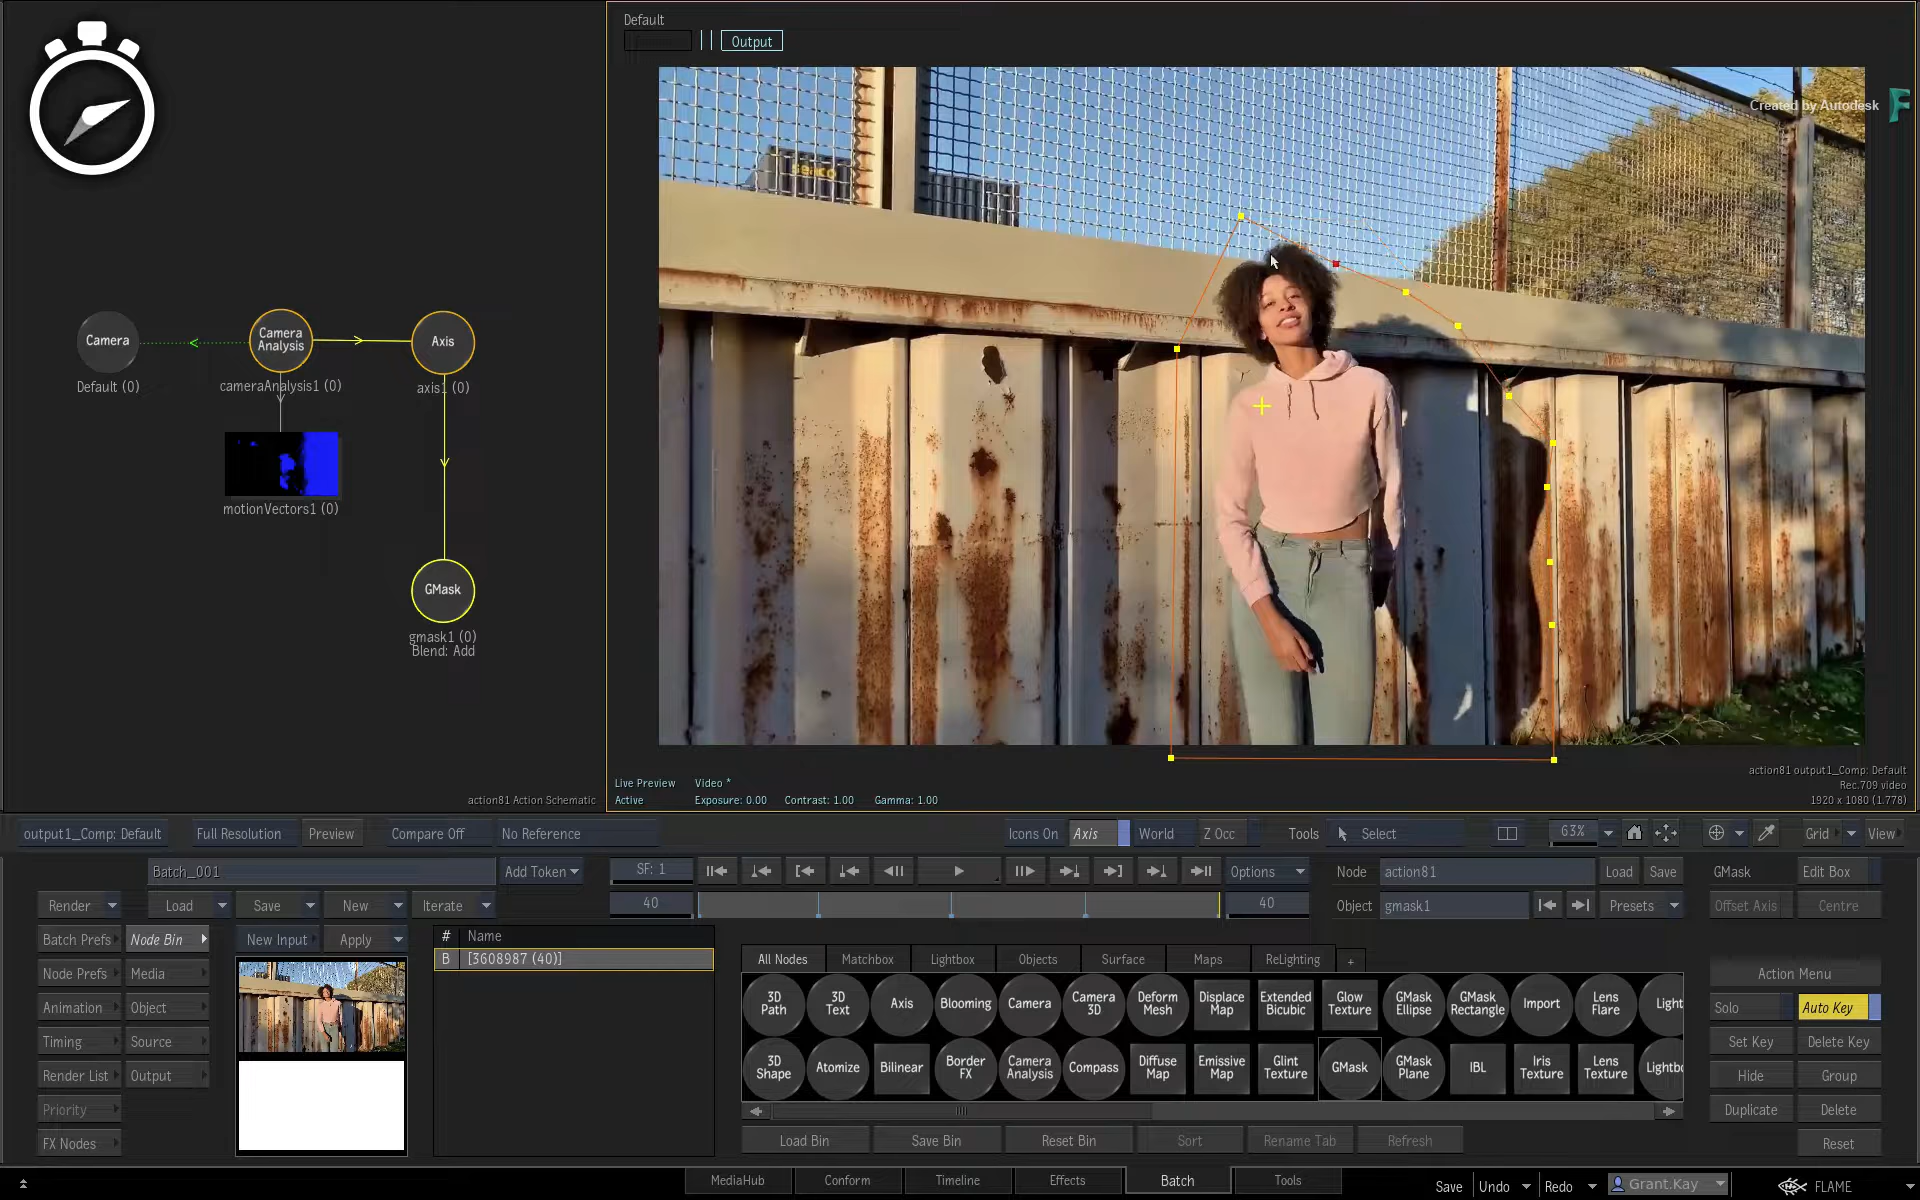 Default
Output
Created by Autodesk
seaco
Camera
Default (0)
Camera
Analysis
cameraAnalysis1 (0)
Axis
axis1 (0)
motionVectors1 (0)
GMask
gmask1 (0)
Blend: Add
action81 Action Schematic
Live Preview Video *
Active Exposure: 0.00 Contrast: 1.00 Gamma: 1.00
action81 output1_Comp: Default
Rec.709 video
1920 x 1080 (1.778)
output1_Comp: Default Full Resolution Preview Compare Off No Reference Icons On Axis World Z Occ Tools Select 63% Grid View
Batch_001 Add Token SF: 1 Options Node action81 Load Save GMask Edit Box
Render Load Save New Iterate 40 40 Object gmask1 Presets Offset Axis Centre
Batch Prefs Node Bin New Input Apply # Name
B [3608987 (40)]
Node Prefs Media
Animation Object
Timing Source
Render List Output
Priority
FX Nodes
All Nodes Matchbox Lightbox Objects Surface Maps ReLighting +
3D Path
3D Text
Axis
Blooming
Camera
Camera 3D
Deform Mesh
Displace Map
Extended Bicubic
Glow Texture
GMask Ellipse
GMask Rectangle
Import
Lens Flare
Light
3D Shape
Atomize
Bilinear
Border FX
Camera Analysis
Compass
Diffuse Map
Emissive Map
Glint Texture
GMask
GMask Plane
IBL
Iris Texture
Lens Texture
Lightb
Load Bin Save Bin Reset Bin Sort Rename Tab Refresh
Action Menu
Solo Auto Key
Set Key Delete Key
Hide Group
Duplicate Delete
Reset
MediaHub Conform Timeline Effects Batch Tools Save Undo Redo Grant.Kay FLAME